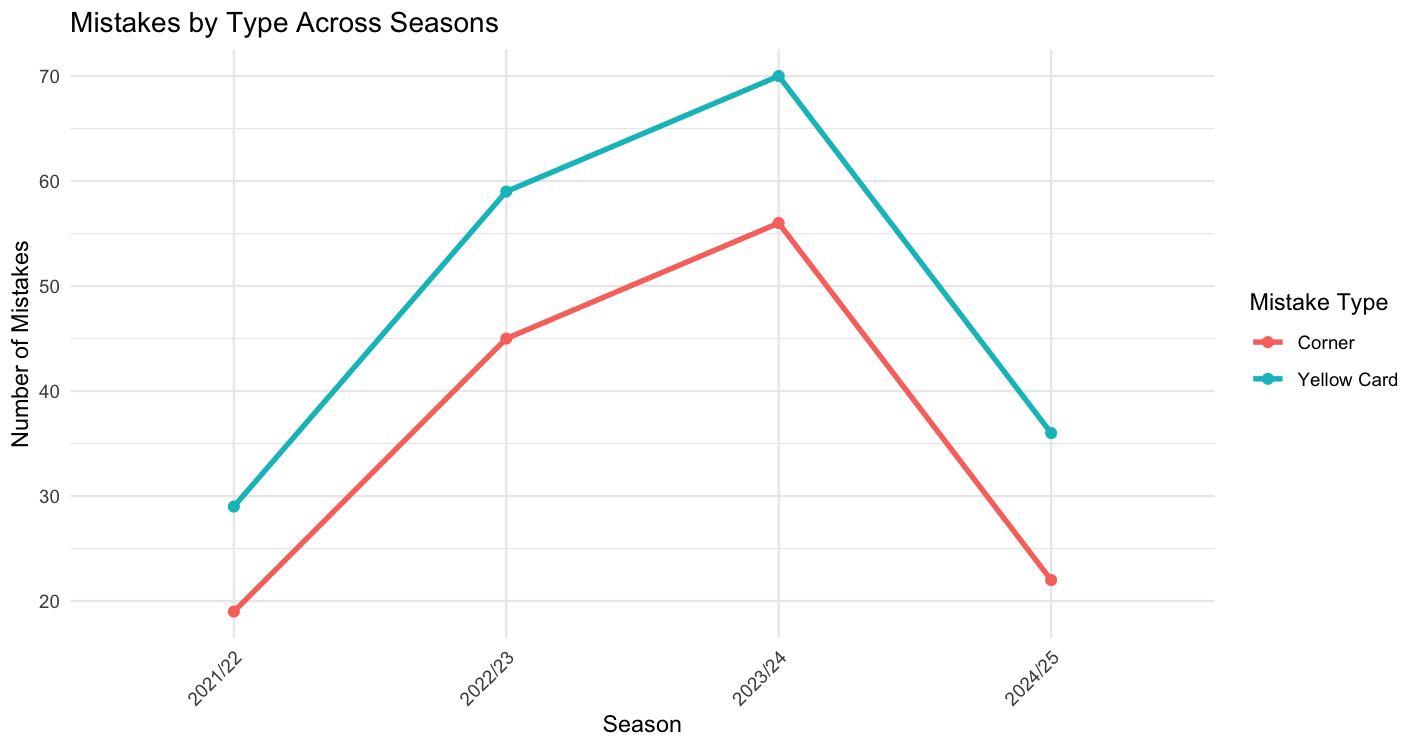 Mistakes by Type Across Seasons
Number of Mistakes
70
60
50
40
30
20
2021/22
2022/23
2023/24
2024/25
Season
Mistake Type
Corner
Yellow Card